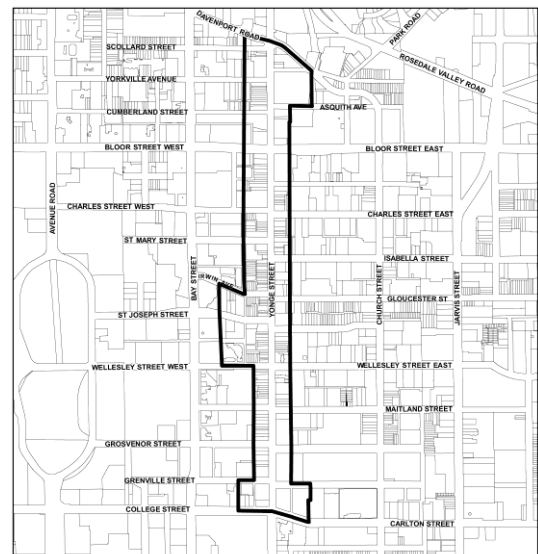 DAVENPORT ROAD
PARK ROAD
SCOLLARD STREET
ROSEDALE VALLEY ROAD
YORKVILLE AVENUE
CUMBERLAND STREET
ASQUITH AVE
BLOOR STREET WEST
BLOOR STREET EAST
AVENUE ROAD
CHARLES STREET WEST
CHARLES STREET EAST
ST MARY STREET
BAY STREET
IRWIN AVE
YONGE STREET
ISABELLA STREET
CHURCH STREET
GLOUCESTER ST
JARVIS STREET
ST JOSEPH STREET
WELLESLEY STREET WEST
WELLESLEY STREET EAST
MAITLAND STREET
GROSVENOR STREET
GRENVILLE STREET
COLLEGE STREET
CARLTON STREET